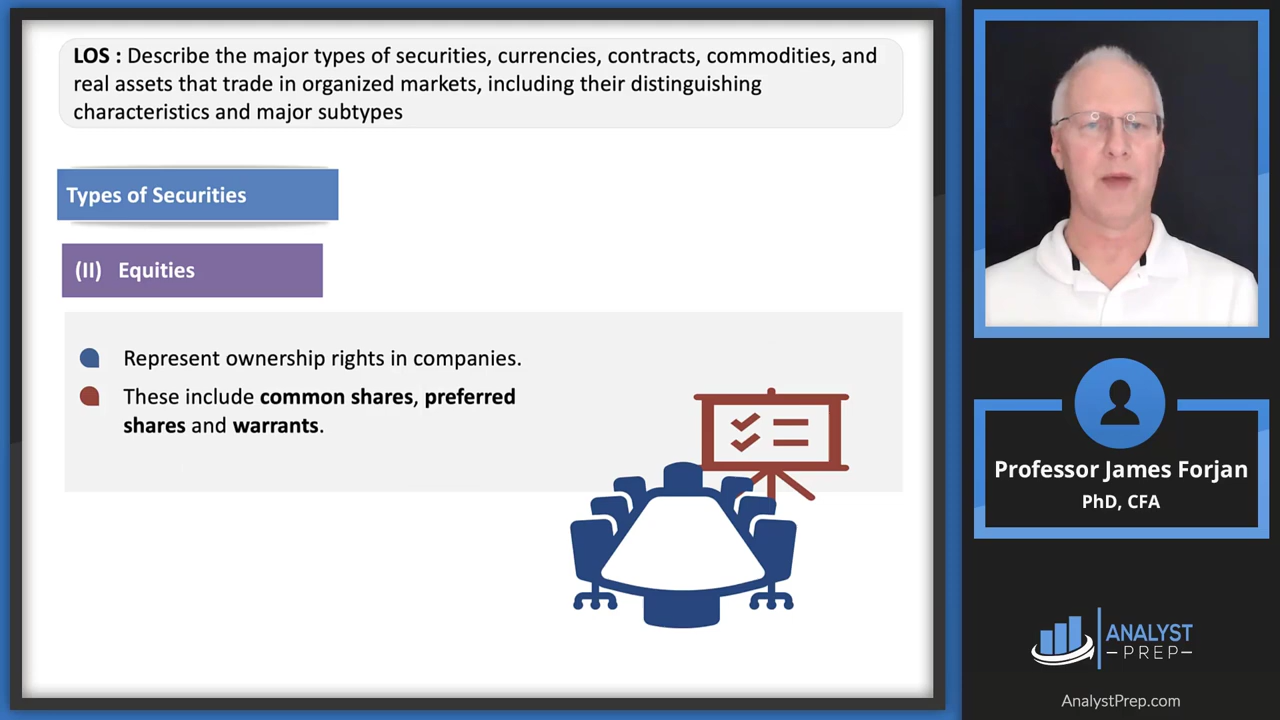 LOS : Describe the major types of securities, currencies, contracts, commodities, and
real assets that trade in organized markets, including their distinguishing
characteristics and major subtypes
Types of Securities
(II) Equities
Represent ownership rights in companies.
These include common shares, preferred
shares and warrants.
Professor James Forjan
PhD, CFA
ANALYST
–PREP–
AnalystPrep.com